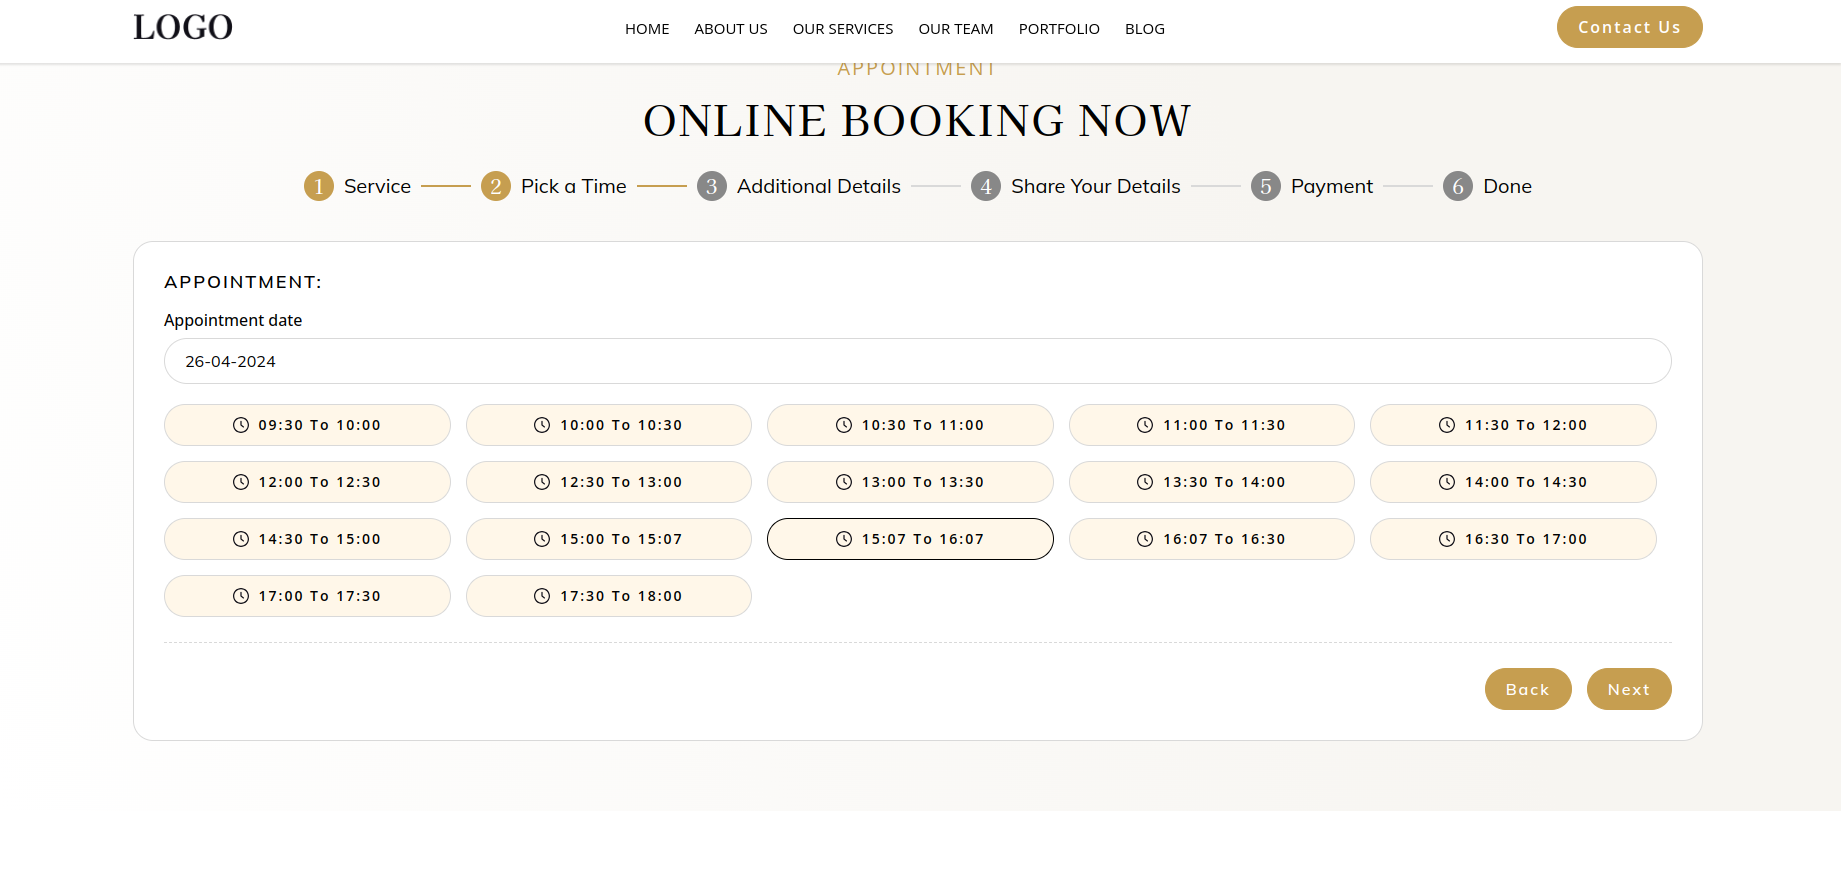 LOGO
HOME ABOUT US OUR SERVICES OUR TEAM PORTFOLIO BLOG
Contact Us
APPOINTMENT
ONLINE BOOKING NOW
1 Service 2 Pick a Time 3 Additional Details 4 Share Your Details 5 Payment 6 Done
APPOINTMENT:
Appointment date
26-04-2024
09:30 To 10:00 10:00 To 10:30 10:30 To 11:00 11:00 To 11:30 11:30 To 12:00
12:00 To 12:30 12:30 To 13:00 13:00 To 13:30 13:30 To 14:00 14:00 To 14:30
14:30 To 15:00 15:00 To 15:07 15:07 To 16:07 16:07 To 16:30 16:30 To 17:00
17:00 To 17:30 17:30 To 18:00
Back Next